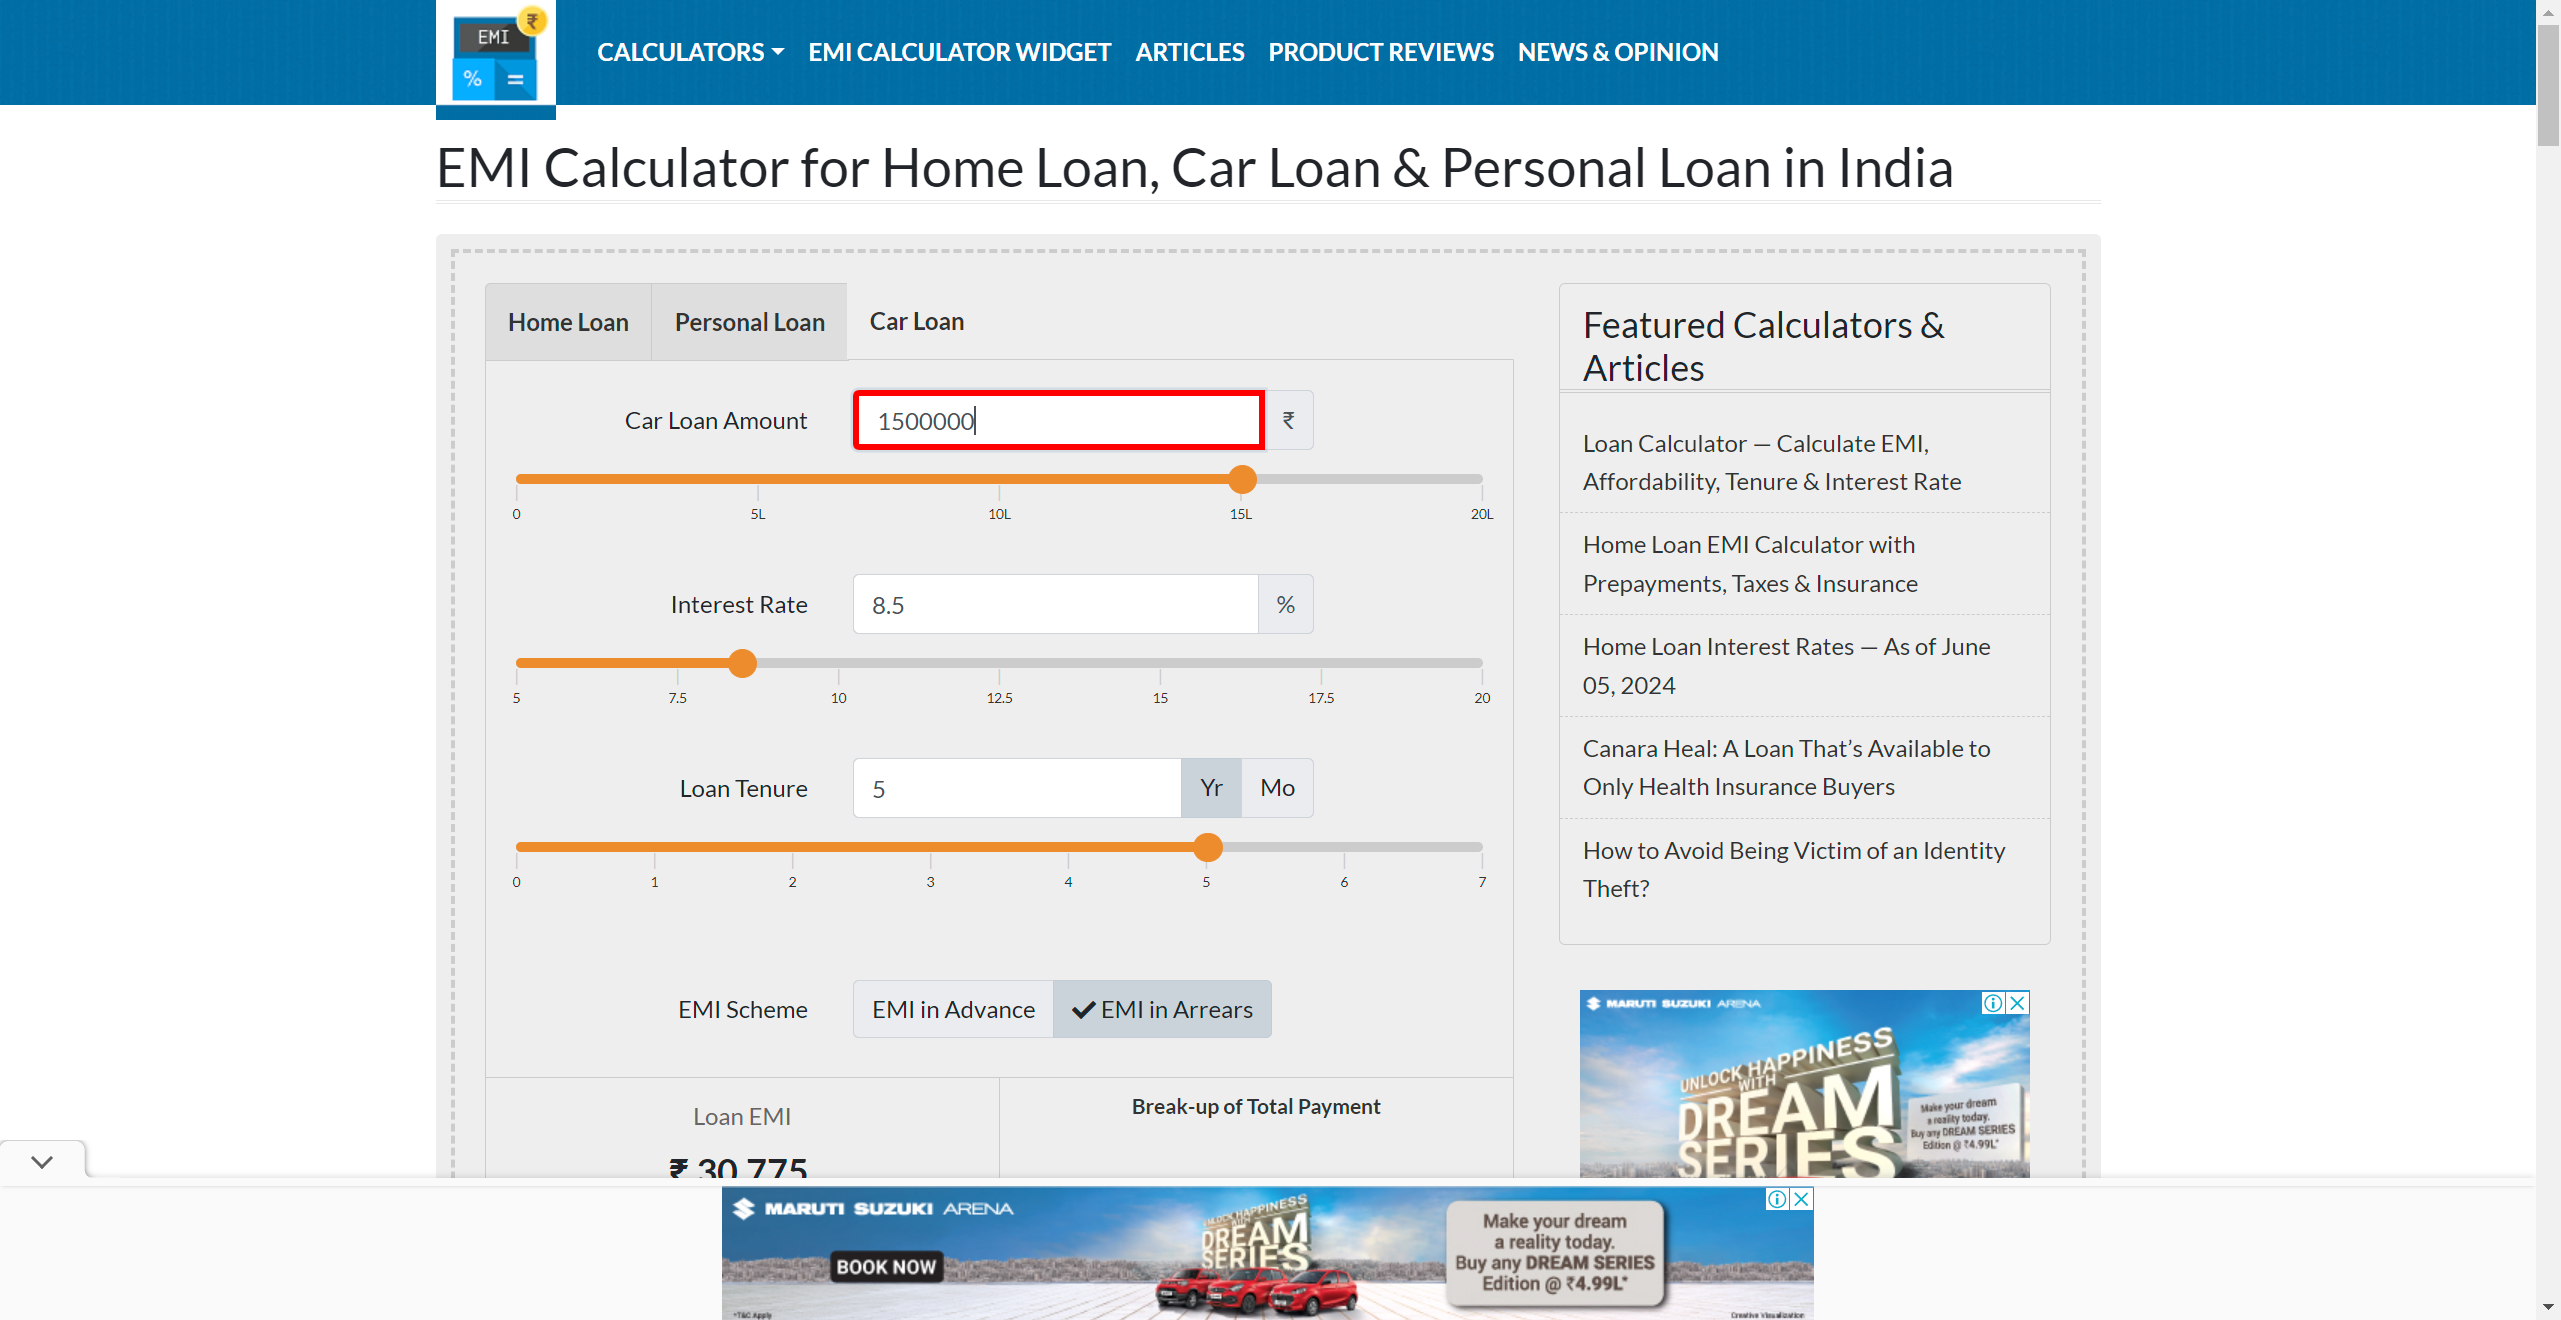 EMI ₹
% =
CALCULATORS EMI CALCULATOR WIDGET ARTICLES PRODUCT REVIEWS NEWS & OPINION
EMI Calculator for Home Loan, Car Loan & Personal Loan in India
Home Loan Personal Loan Car Loan
Car Loan Amount 1500000 ₹
0 5L 10L 15L 20L
Interest Rate 8.5 %
5 7.5 10 12.5 15 17.5 20
Loan Tenure 5 Yr Mo
0 1 2 3 4 5 6 7
EMI Scheme EMI in Advance EMI in Arrears
Loan EMI
₹ 30,775
Break-up of Total Payment
Featured Calculators &
Articles
Loan Calculator — Calculate EMI,
Affordability, Tenure & Interest Rate
Home Loan EMI Calculator with
Prepayments, Taxes & Insurance
Home Loan Interest Rates — As of June
05, 2024
Canara Heal: A Loan That’s Available to
Only Health Insurance Buyers
How to Avoid Being Victim of an Identity
Theft?
MARUTI SUZUKI ARENA
UNLOCK HAPPINESS
WITH
DREAM
SERIES
Make your dream
a reality today.
Buy any DREAM SERIES
Edition @ ₹4.99L*
MARUTI SUZUKI ARENA
BOOK NOW
*T&C Apply
UNLOCK HAPPINESS
WITH
DREAM
SERIES
Make your dream
a reality today.
Buy any DREAM SERIES
Edition @ ₹4.99L*
Creative Visualization